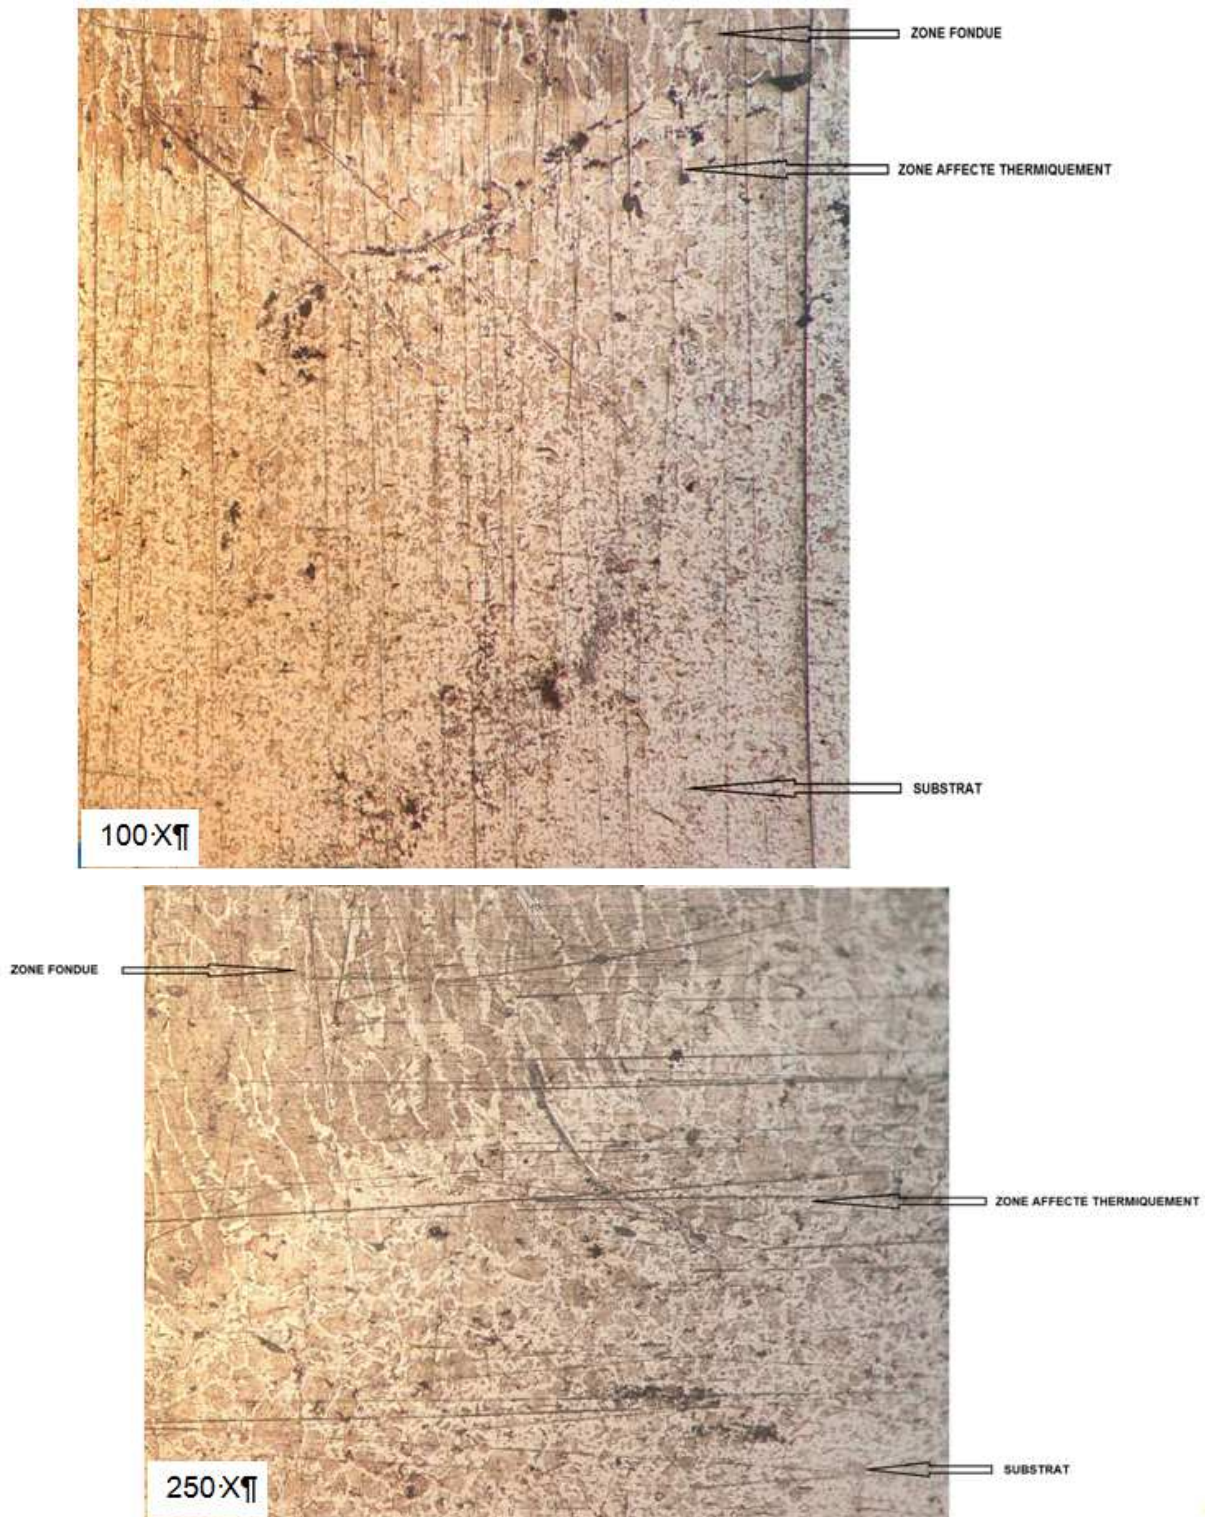 ZONE FONDUE
ZONE AFFECTE THERMIQUEMENT
SUBSTRAT
100·X¶
ZONE FONDUE
ZONE AFFECTE THERMIQUEMENT
SUBSTRAT
250·X¶